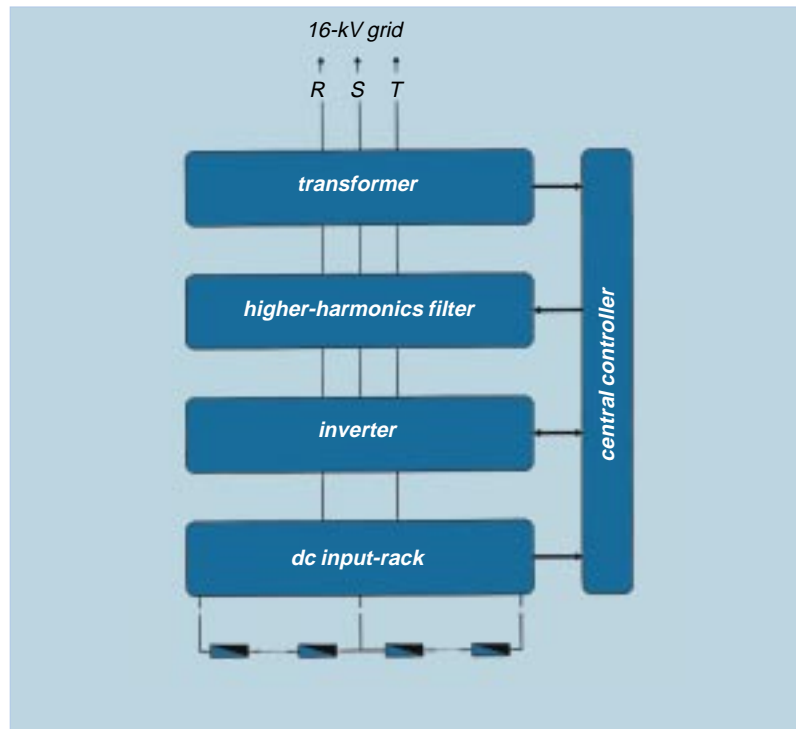 16-kV grid
R S T
transformer
higher-harmonics filter
inverter
dc input-rack
central controller